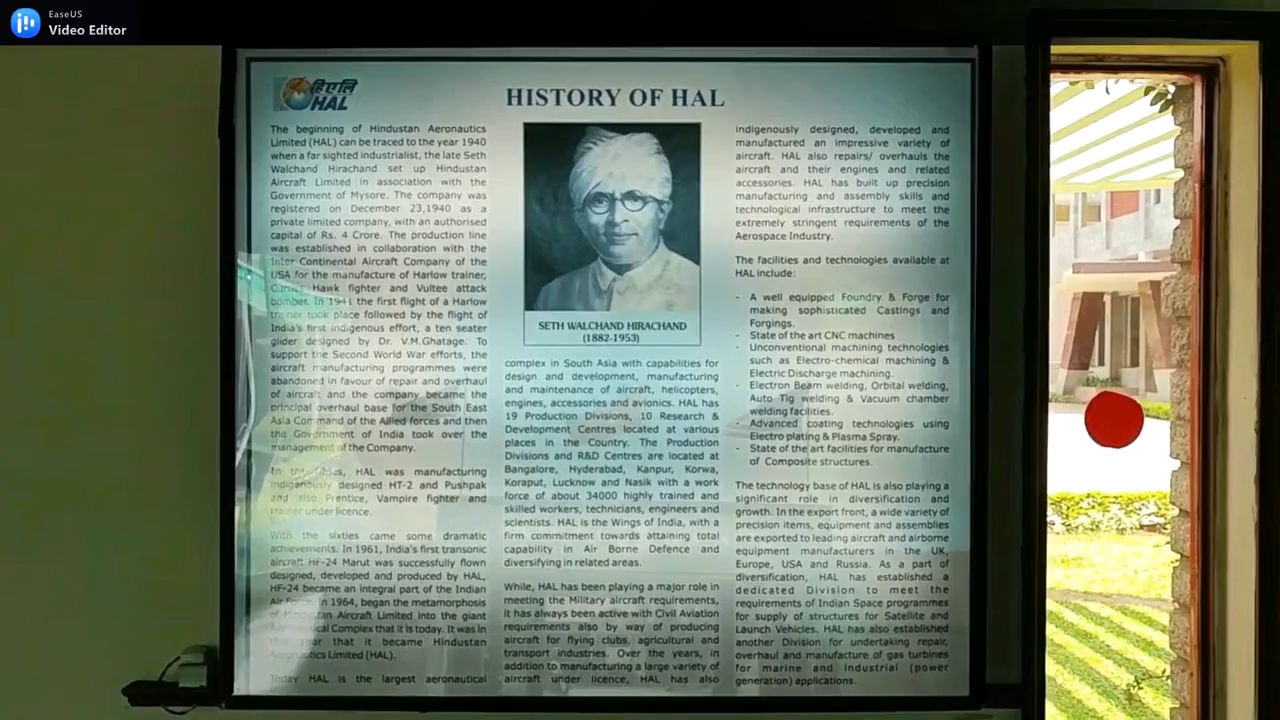 EaseUS
Video Editor
हिएलि
HAL
HISTORY OF HAL
The beginning of Hindustan Aeronautics
Limited (HAL) can be traced to the year 1940
when a far sighted industrialist, the late Seth
Walchand Hirachand set up Hindustan
Aircraft Limited in association with the
Government of Mysore. The company was
registered on December 23,1940 as a
private limited company, with an authorised
capital of Rs. 4 Crore. The production line
was established in collaboration with the
Inter Continental Aircraft Company of the
USA for the manufacture of Harlow trainer,
Curtis Hawk fighter and Vultee attack
bomber. In 1941 the first flight of a Harlow
trainer took place followed by the flight of
India's first indigenous effort, a ten seater
glider designed by Dr. V.M.Ghatage. To
support the Second World War efforts, the
aircraft manufacturing programmes were
abandoned in favour of repair and overhaul
of aircraft and the company became the
principal overhaul base for the South East
Asia Command of the Allied forces and then
the Government of India took over the
management of the Company.
In the fifties, HAL was manufacturing
indigenously designed HT-2 and Pushpak
and also Prentice, Vampire fighter and
trainer under licence.
With the sixties came some dramatic
achievements. In 1961, India's first transonic
aircraft HF-24 Marut was successfully flown
designed, developed and produced by HAL,
HF-24 became an integral part of the Indian
Air Force. In 1964, began the metamorphosis
of Hindustan Aircraft Limited into the giant
Aeronautical Complex that it is today. It was in
this year that it became Hindustan
Aeronautics Limited (HAL).
Today HAL is the largest aeronautical
SETH WALCHAND HIRACHAND
(1882-1953)
complex in South Asia with capabilities for
design and development, manufacturing
and maintenance of aircraft, helicopters,
engines, accessories and avionics. HAL has
19 Production Divisions, 10 Research &
Development Centres located at various
places in the Country. The Production
Divisions and R&D Centres are located at
Bangalore, Hyderabad, Kanpur, Korwa,
Koraput, Lucknow and Nasik with a work
force of about 34000 highly trained and
skilled workers, technicians, engineers and
scientists. HAL is the Wings of India, with a
firm commitment towards attaining total
capability in Air Borne Defence and
diversifying in related areas.
While, HAL has been playing a major role in
meeting the Military aircraft requirements,
it has always been active with Civil Aviation
requirements also by way of producing
aircraft for flying clubs, agricultural and
transport industries. Over the years, in
addition to manufacturing a large variety of
aircraft under licence, HAL has also
indigenously designed, developed and
manufactured an impressive variety of
aircraft. HAL also repairs/ overhauls the
aircraft and their engines and related
accessories. HAL has built up precision
manufacturing and assembly skills and
technological infrastructure to meet the
extremely stringent requirements of the
Aerospace Industry.
The facilities and technologies available at
HAL include:
- A well equipped Foundry & Forge for
making sophisticated Castings and
Forgings.
- State of the art CNC machines
- Unconventional machining technologies
such as Electro-chemical machining &
Electric Discharge machining.
- Electron Beam welding, Orbital welding,
Auto Tig welding & Vacuum chamber
welding facilities.
- Advanced coating technologies using
Electro plating & Plasma Spray.
- State of the art facilities for manufacture
of Composite structures.
The technology base of HAL is also playing a
significant role in diversification and
growth. In the export front, a wide variety of
precision items, equipment and assemblies
are exported to leading aircraft and airborne
equipment manufacturers in the UK,
Europe, USA and Russia. As a part of
diversification, HAL has established a
dedicated Division to meet the
requirements of Indian Space programmes
for supply of structures for Satellite and
Launch Vehicles. HAL has also established
another Division for undertaking repair,
overhaul and manufacture of gas turbines
for marine and industrial (power
generation) applications.